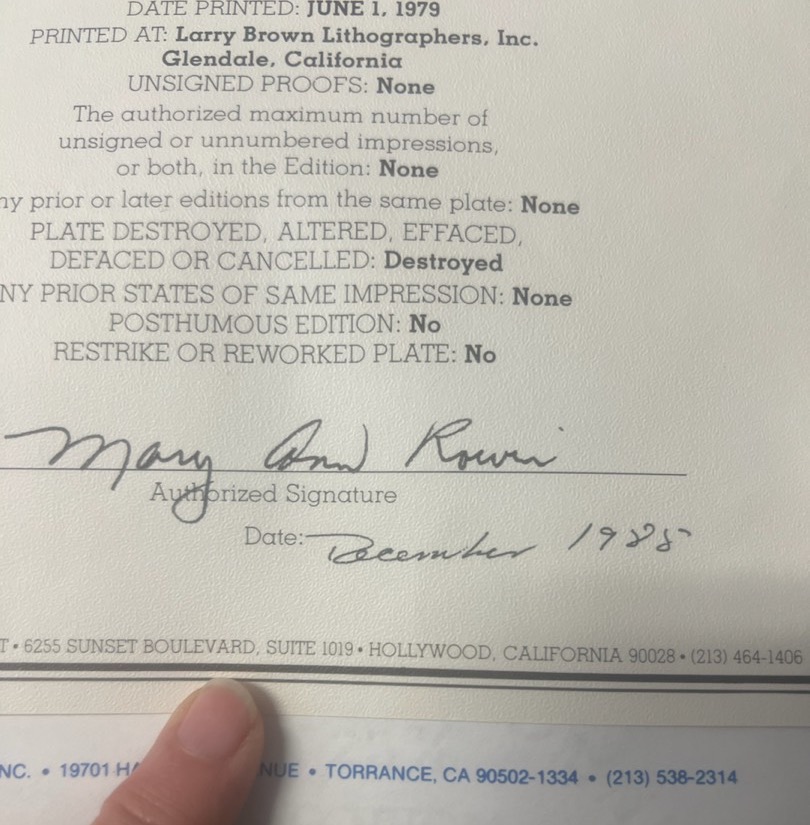 DATE PRINTED: JUNE 1, 1979
PRINTED AT: Larry Brown Lithographers, Inc.
Glendale, California
UNSIGNED PROOFS: None
The authorized maximum number of
unsigned or unnumbered impressions,
or both, in the Edition: None
ny prior or later editions from the same plate: None
PLATE DESTROYED, ALTERED, EFFACED,
DEFACED OR CANCELLED: Destroyed
NY PRIOR STATES OF SAME IMPRESSION: None
POSTHUMOUS EDITION: No
RESTRIKE OR REWORKED PLATE: No
Mary Ann
Authorized Signature
Date: December
T • 6255 SUNSET BOULEVARD, SUITE 1019 • HOLLYWOOD, CALIFORNIA 90028 • (213) 464-1406
NC. • 19701 HA NUE • TORRANCE, CA 90502-1334 • (213) 538-2314